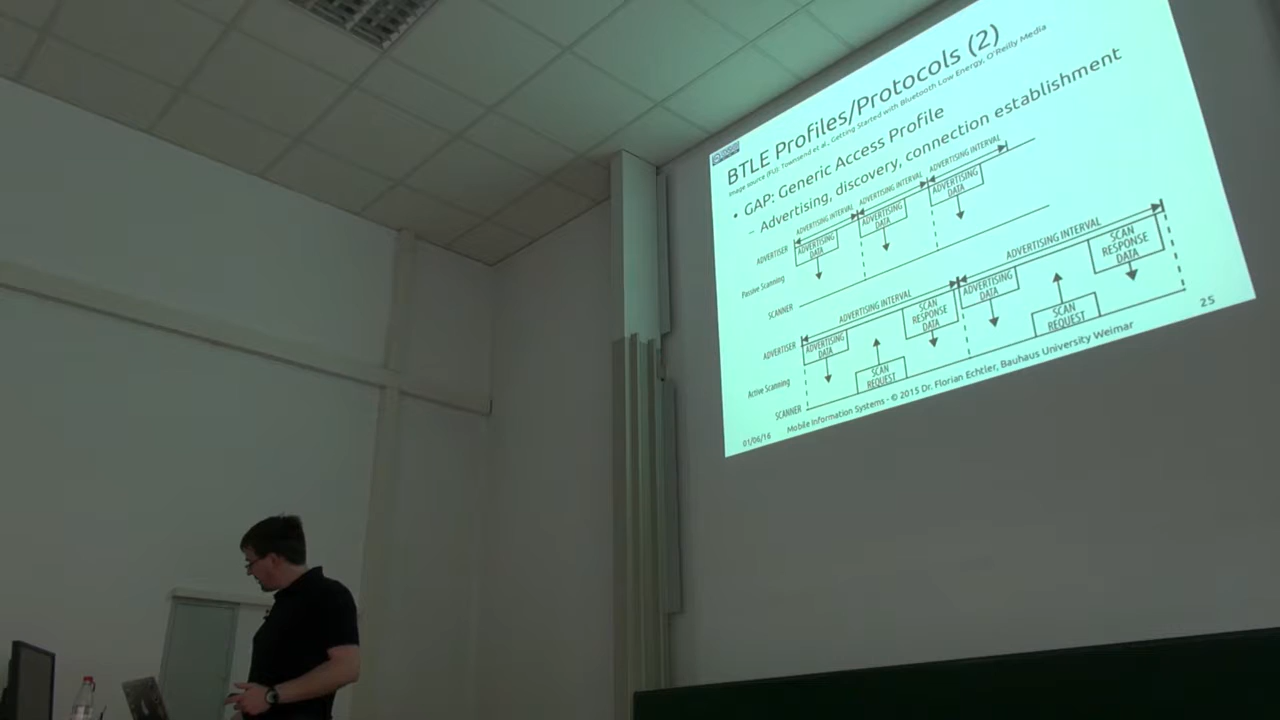 BTLE Profiles/Protocols (2)
Image source (FU): Townsend et al., Getting Started with Bluetooth Low Energy, O'Reilly Media
• GAP: Generic Access Profile
– Advertising, discovery, connection establishment
ADVERTISING INTERVAL ADVERTISING INTERVAL ADVERTISING INTERVAL
ADVERTISER
ADVERTISING DATA ADVERTISING DATA ADVERTISING DATA
Passive Scanning
SCANNER
ADVERTISING INTERVAL ADVERTISING INTERVAL
ADVERTISER
ADVERTISING DATA SCAN RESPONSE DATA ADVERTISING DATA SCAN RESPONSE DATA
Active Scanning
SCAN REQUEST SCAN REQUEST
SCANNER
01/06/16 Mobile Information Systems - © 2015 Dr. Florian Echtler, Bauhaus University Weimar 25